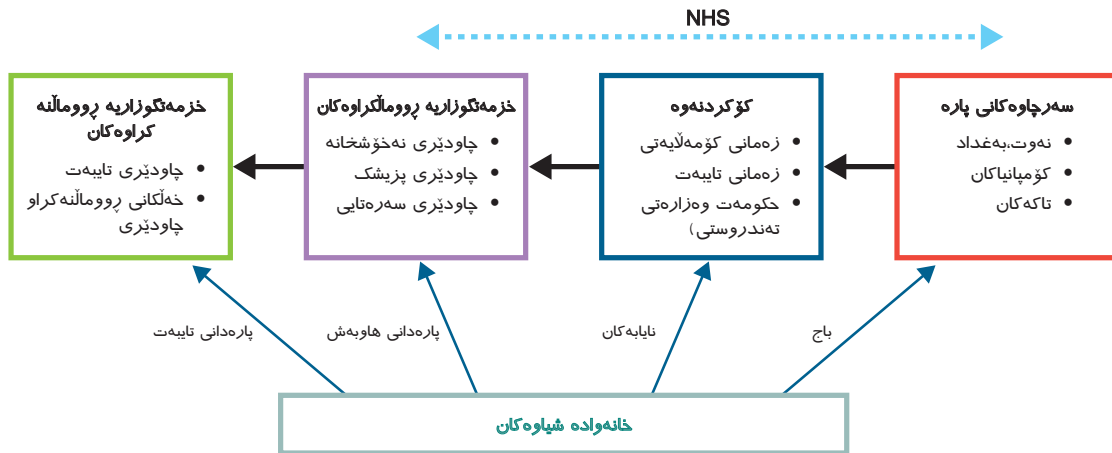 NHS
سەرچاوەکانی پارە
• نەوت،بەغداد
• کۆمپانیاکان
• تاکەکان
کۆکردنەوە
• زەمانی کۆمەڵایەتی
• زەمانی تایبەت
• حکومەت وەزارەتی
تەندروستی)
خزمەتگوزاریە ڕووماڵکراوەکان
• چاودێری نەخۆشخانە
• چاودێری پزیشک
• چاودێری سەرەتایی
خزمەتگوزاریە ڕووماڵنە
کراوەکان
• چاودێری تایبەت
• خەڵکانی ڕووماڵنەکراو
چاودێری
باج
نایابەکان
پارەدانی هاوبەش
پارەدانی تایبەت
خانەوادە شیاوەکان